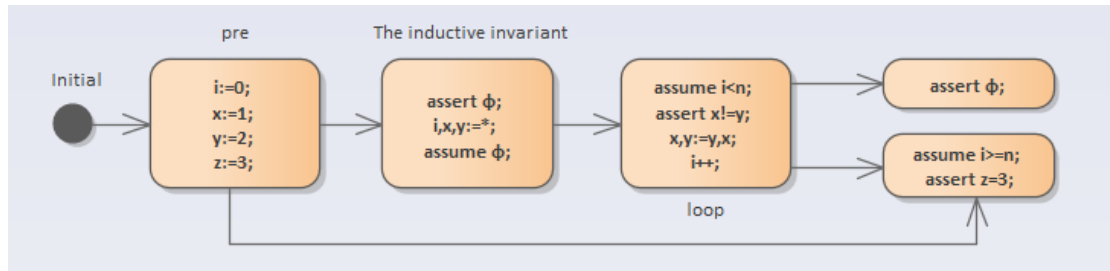 pre
The inductive invariant
Initial
i:=0;
x:=1;
y:=2;
z:=3;
assert ϕ;
i,x,y:=*;
assume ϕ;
assume i<n;
assert x!=y;
x,y:=y,x;
i++;
loop
assert ϕ;
assume i>=n;
assert z=3;